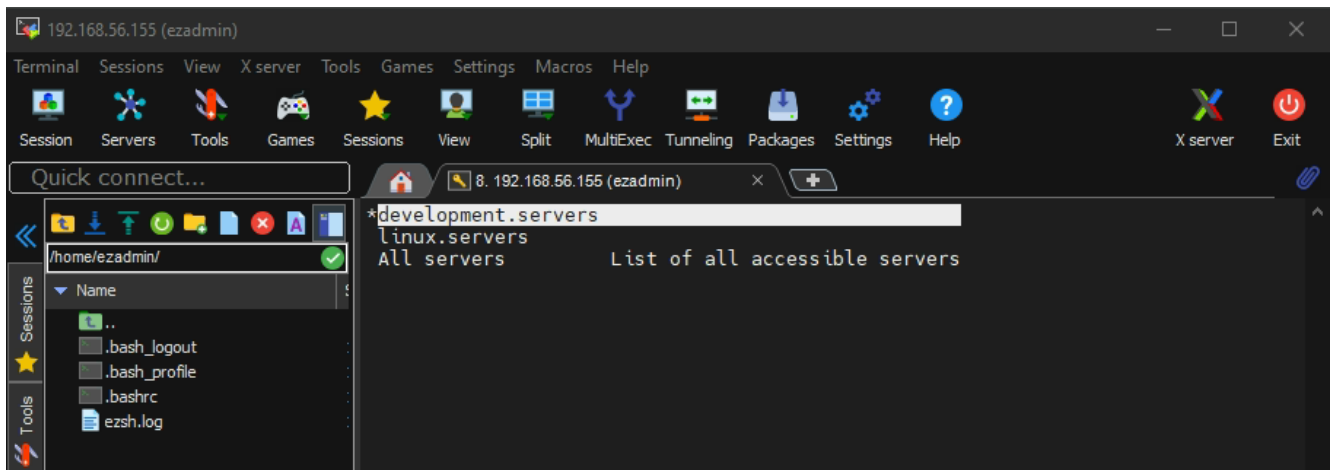 192.168.56.155 (ezadmin)
Terminal Sessions View X server Tools Games Settings Macros Help
Session Servers Tools Games Sessions View Split MultiExec Tunneling Packages Settings Help X server Exit
Quick connect...
8. 192.168.56.155 (ezadmin)
/home/ezadmin/
Name
..
.bash_logout
.bash_profile
.bashrc
ezsh.log
Sessions
Tools
*development.servers
linux.servers
All servers List of all accessible servers